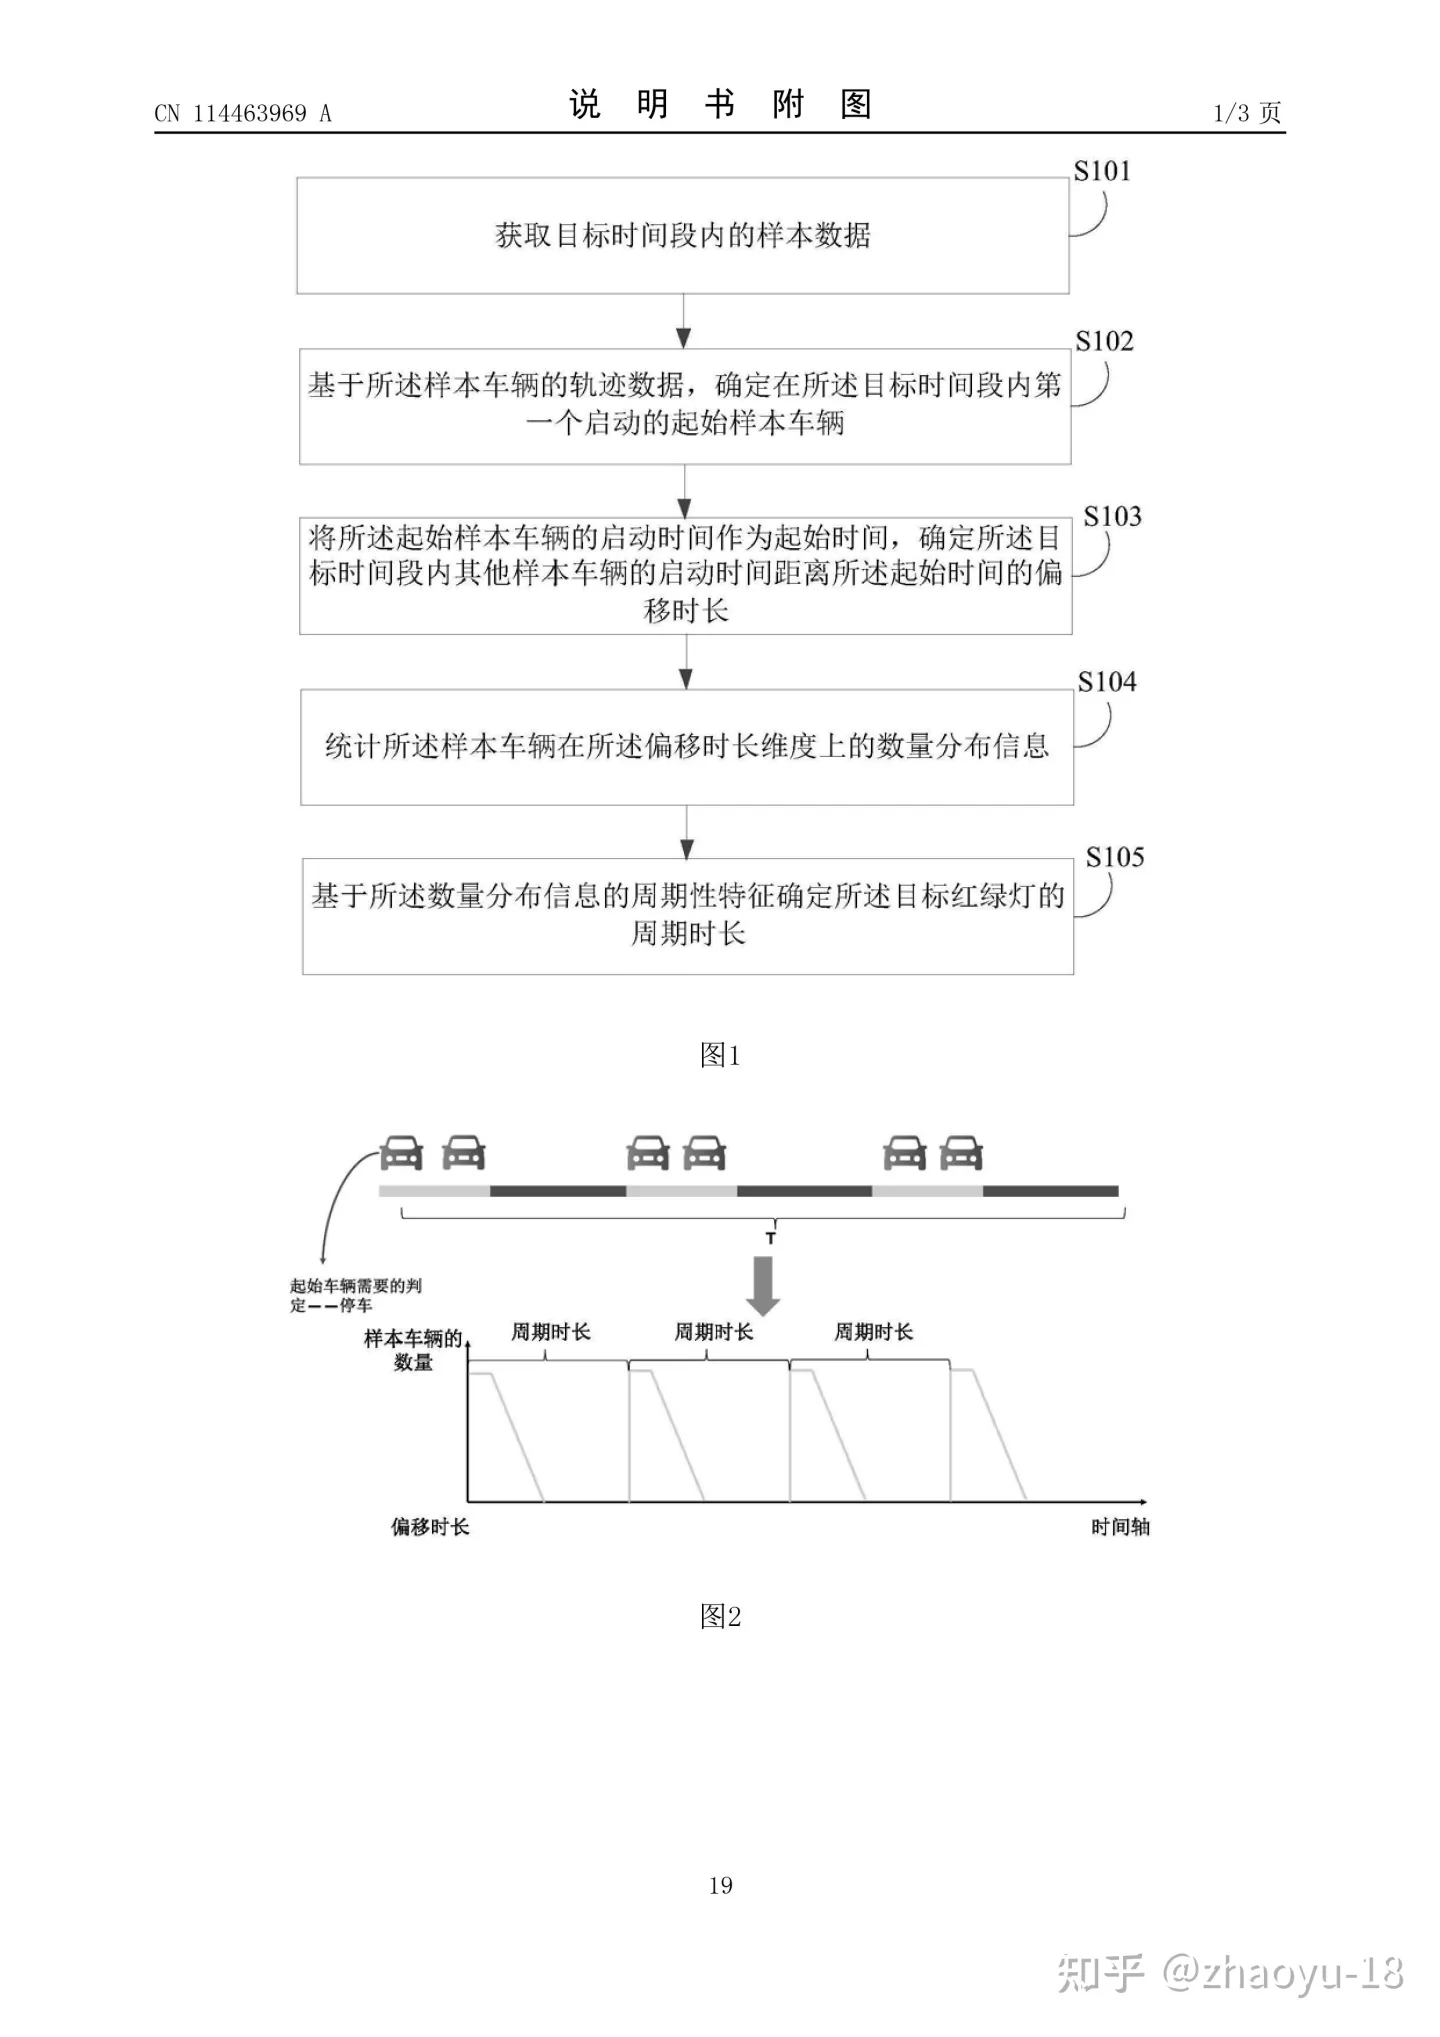 CN 114463969 A
说明书附图
1/3 页
S101
获取目标时间段内的样本数据
S102
基于所述样本车辆的轨迹数据，确定在所述目标时间段内第
一个启动的起始样本车辆
S103
将所述起始样本车辆的启动时间作为起始时间，确定所述目
标时间段内其他样本车辆的启动时间距离所述起始时间的偏
移时长
S104
统计所述样本车辆在所述偏移时长维度上的数量分布信息
S105
基于所述数量分布信息的周期性特征确定所述目标红绿灯的
周期时长
图1
T
起始车辆需要的判
定——停车
样本车辆的
数量
周期时长
周期时长
周期时长
偏移时长
时间轴
图2
19
知乎 @zhaoyu-18